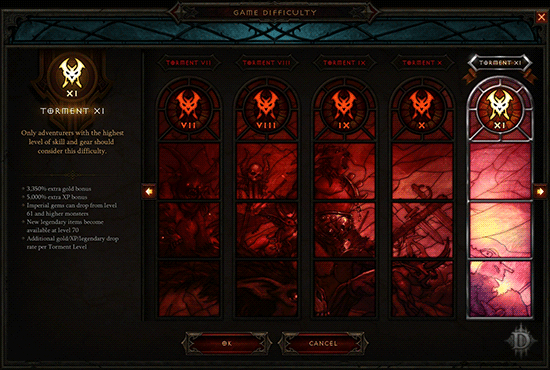 GAME DIFFICULTY
XI
TORMENT XI
Only adventurers with the highest
level of skill and gear should
consider this difficulty.
+ 3,350% extra gold bonus
+ 5,000% extra XP bonus
+ Imperial gems can drop from level
61 and higher monsters
+ New legendary items become
available at level 70
+ Additional gold/XP/legendary drop
rate per Torment Level
TORMENT VII
TORMENT VIII
TORMENT IX
TORMENT X
TORMENT XI
VII
VIII
IX
X
XI
OK
CANCEL